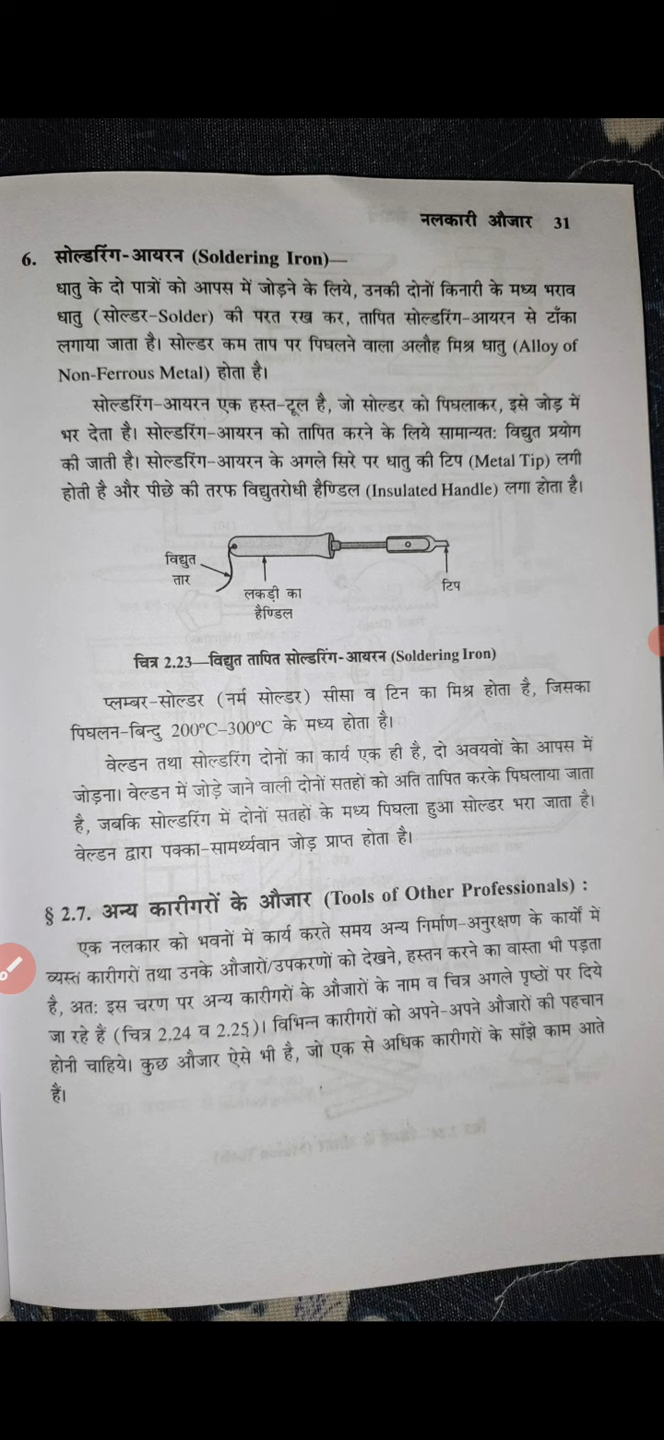 नलकारी औजार 31
6. सोल्डरिंग-आयरन (Soldering Iron)—
धातु के दो पात्रों को आपस में जोड़ने के लिये, उनकी दोनों किनारी के मध्य भराव
धातु (सोल्डर-Solder) की परत रख कर, तापित सोल्डरिंग-आयरन से टाँका
लगाया जाता है। सोल्डर कम ताप पर पिघलने वाला अलौह मिश्र धातु (Alloy of
Non-Ferrous Metal) होता है।
सोल्डरिंग-आयरन एक हस्त-टूल है, जो सोल्डर को पिघलाकर, इसे जोड़ में
भर देता है। सोल्डरिंग-आयरन को तापित करने के लिये सामान्यत: विद्युत प्रयोग
की जाती है। सोल्डरिंग-आयरन के अगले सिरे पर धातु की टिप (Metal Tip) लगी
होती है और पीछे की तरफ विद्युतरोधी हैण्डिल (Insulated Handle) लगा होता है।
विद्युत
तार
लकड़ी का
हैण्डिल
टिप
चित्र 2.23—विद्युत तापित सोल्डरिंग-आयरन (Soldering Iron)
प्लम्बर-सोल्डर (नर्म सोल्डर) सीसा व टिन का मिश्र होता है, जिसका
पिघलन-बिन्दु 200°C–300°C के मध्य होता है।
वेल्डन तथा सोल्डरिंग दोनों का कार्य एक ही है, दो अवयवों केा आपस में
जोड़ना। वेल्डन में जोड़े जाने वाली दोनों सतहों को अति तापित करके पिघलाया जाता
है, जबकि सोल्डरिंग में दोनों सतहों के मध्य पिघला हुआ सोल्डर भरा जाता है।
वेल्डन द्वारा पक्का-सामर्थ्यवान जोड़ प्राप्त होता है।
§ 2.7. अन्य कारीगरों के औजार (Tools of Other Professionals) :
एक नलकार को भवनों में कार्य करते समय अन्य निर्माण-अनुरक्षण के कार्यों में
व्यस्त कारीगरों तथा उनके औजारों/उपकरणों को देखने, हस्तन करने का वास्ता भी पड़ता
है, अत: इस चरण पर अन्य कारीगरों के औजारों के नाम व चित्र अगले पृष्ठों पर दिये
जा रहे हैं (चित्र 2.24 व 2.25)। विभिन्न कारीगरों को अपने-अपने औजारों की पहचान
होनी चाहिये। कुछ औजार ऐसे भी है, जो एक से अधिक कारीगरों के साँझे काम आते
हैं।